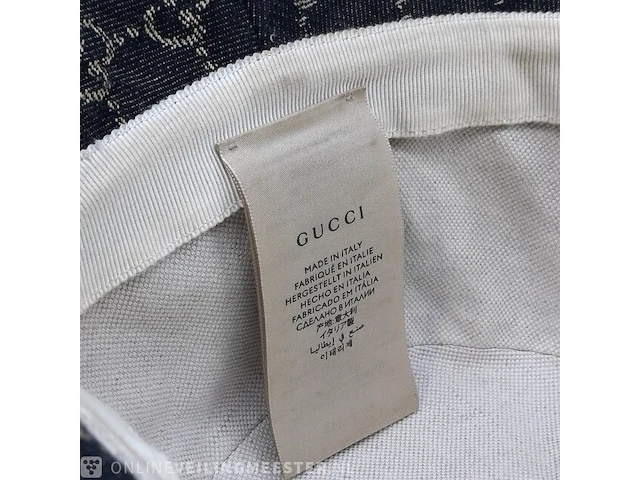 GUCCI
MADE IN ITALY
FABRIQUÉ EN ITALIE
HERGESTELLT IN ITALIEN
HECHO EN ITALIA
FABRICADO EM ITÁLIA
СДЕЛАНО В ИТАЛИИ
产地:意大利
イタリア製
صنع في إيطاليا
이태리제
ONLINEVEILINGMEESTER.NL